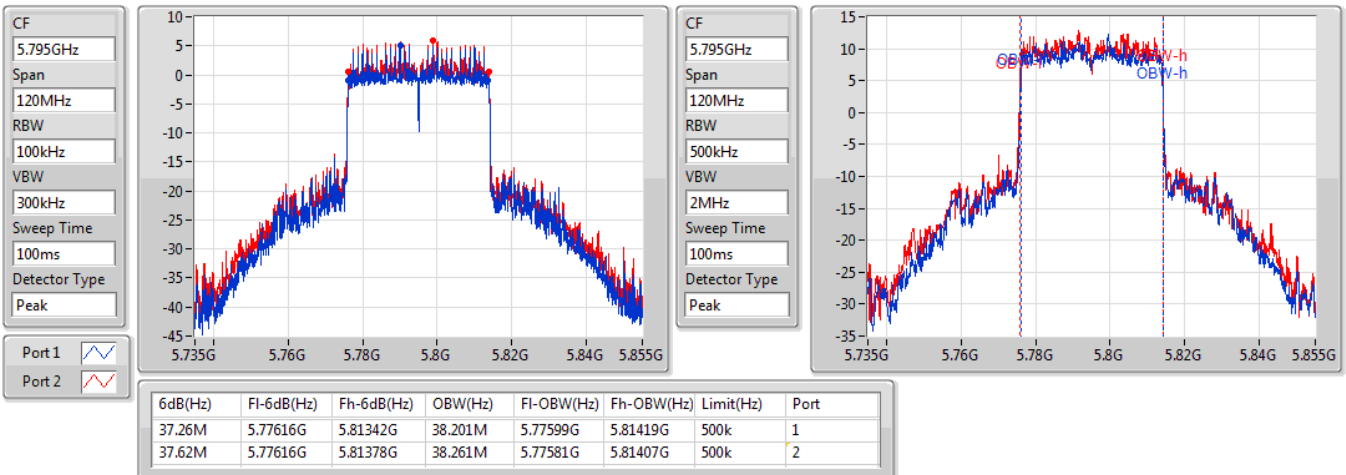 CF
5.795GHz
Span
120MHz
RBW
100kHz
VBW
300kHz
Sweep Time
100ms
Detector Type
Peak
10
5
0
-5
-10
-15
-20
-25
-30
-35
-40
-45
5.735G 5.76G 5.78G 5.8G 5.82G 5.84G 5.855G
CF
5.795GHz
Span
120MHz
RBW
500kHz
VBW
2MHz
Sweep Time
100ms
Detector Type
Peak
15
10
5
0
-5
-10
-15
-20
-25
-30
-35
OBW-h
OBW-h
5.735G 5.76G 5.78G 5.8G 5.82G 5.84G 5.855G
Port 1
Port 2
6dB(Hz) Fl-6dB(Hz) Fh-6dB(Hz) OBW(Hz) Fl-OBW(Hz) Fh-OBW(Hz) Limit(Hz) Port
37.26M 5.77616G 5.81342G 38.201M 5.77599G 5.81419G 500k 1
37.62M 5.77616G 5.81378G 38.261M 5.77581G 5.81407G 500k 2